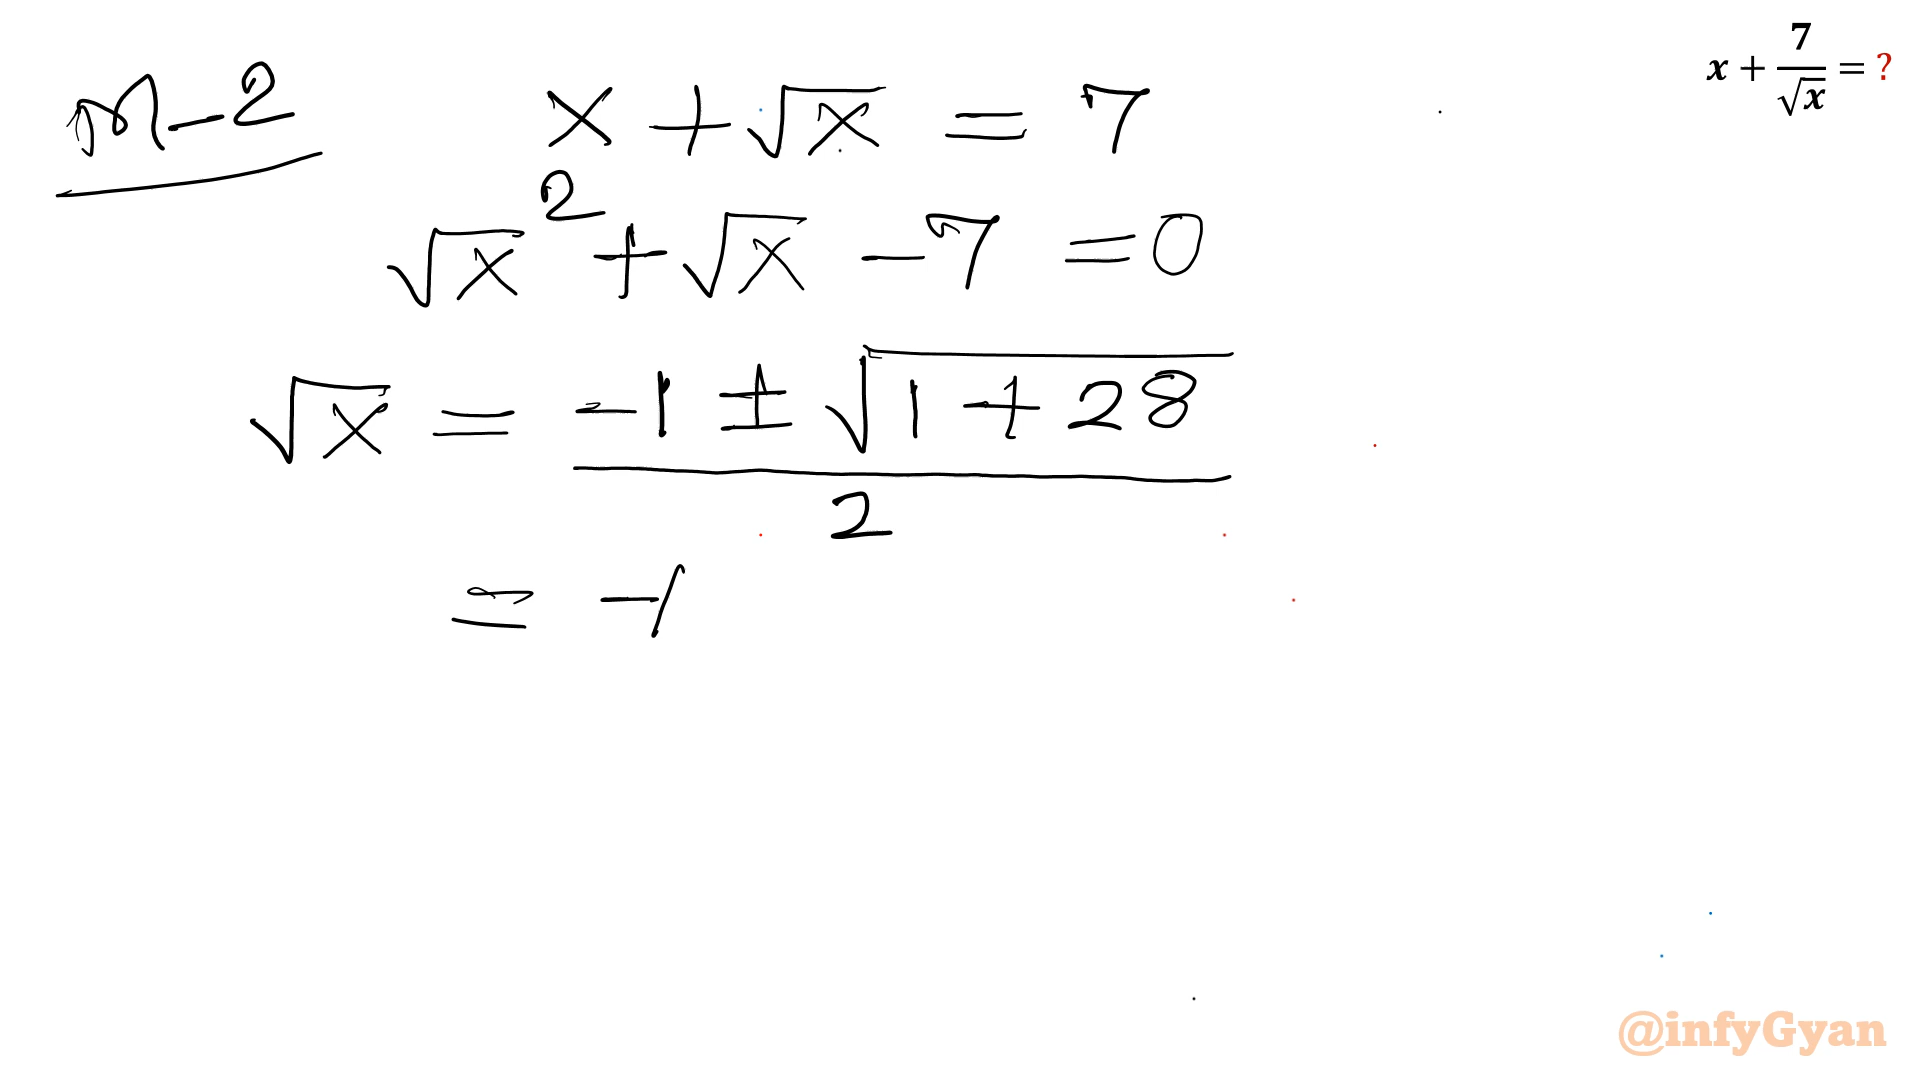 M-2
x + √x = 7
x + 7/√x = ?
√x² + √x - 7 = 0
√x = (-1 ± √(1 + 28))/2
= -1
@infyGyan